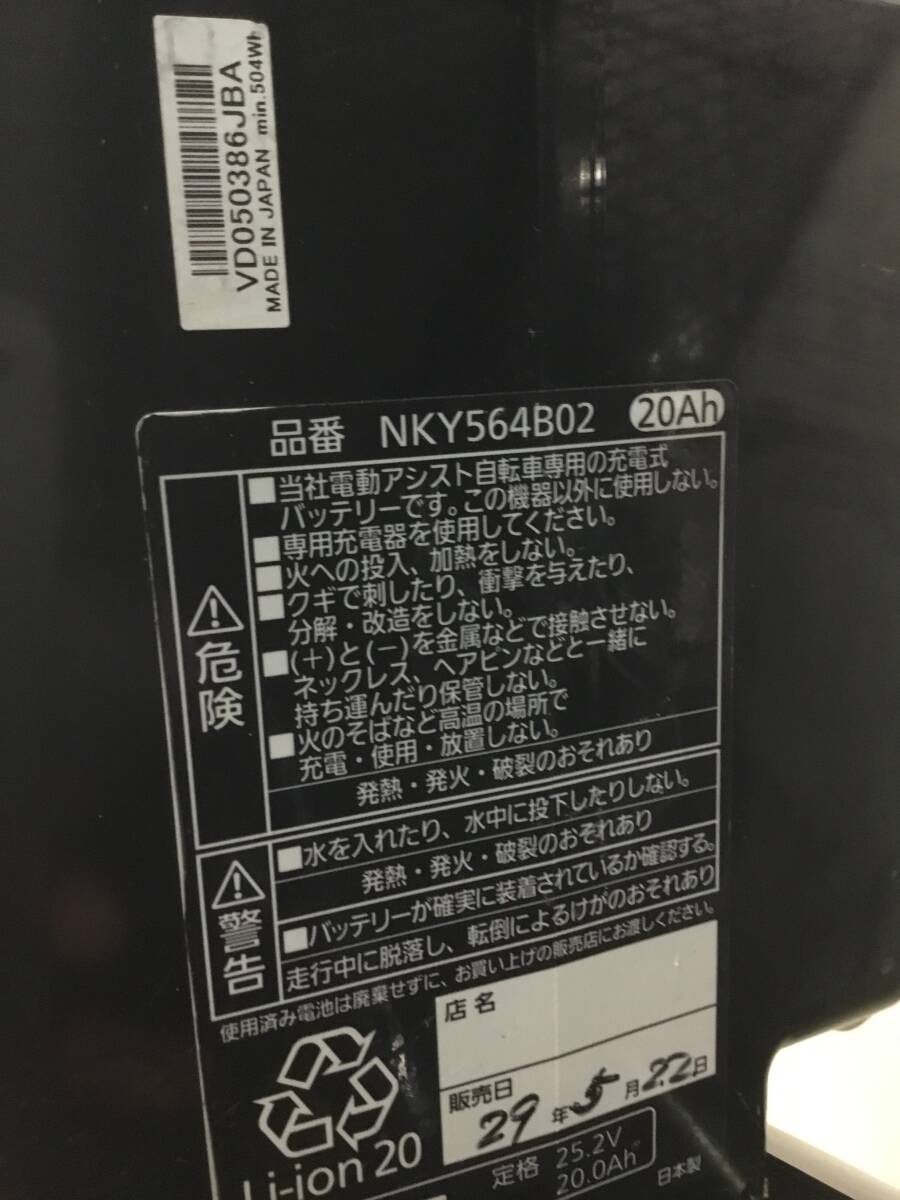 VD050386JBA
MADE IN JAPAN min.504Wh
品番 NKY564B02 20Ah
危険
■当社電動アシスト自転車専用の充電式
バッテリーです。この機器以外に使用しない。
■専用充電器を使用してください。
■火への投入、加熱をしない。
■クギで刺したり、衝撃を与えたり、
分解・改造をしない。
■(+)と(−)を金属などで接触させない。
ネックレス、ヘアピンなどと一緒に
持ち運んだり保管しない。
■火のそばなど高温の場所で
充電・使用・放置しない。
発熱・発火・破裂のおそれあり
警告
■水を入れたり、水中に投下したりしない。
発熱・発火・破裂のおそれあり
■バッテリーが確実に装着されているか確認する。
走行中に脱落し、転倒によるけがのおそれあり
使用済み電池は廃棄せずに、お買い上げの販売店にお渡しください。
店名
販売日
29年5月22日
Li-ion 20
定格 25.2V
20.0Ah
日本製